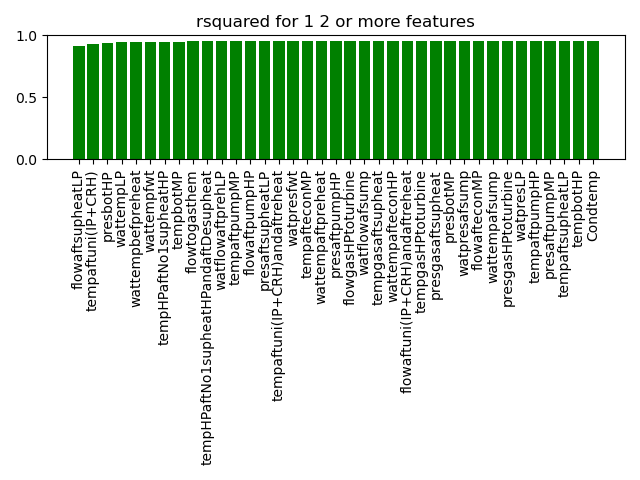 rsquared for 1 2 or more features
1.0
0.5
0.0
flowaftsupheatLP
tempaftuni(IP+CRH)
presbotHP
wattempLP
wattempbefpreheat
wattempfwt
tempHPaftNo1supheatHP
tempbotMP
flowtogasthem
tempHPaftNo1supheatHPandaftDesupheat
watflowaftprehLP
tempaftpumpMP
flowaftpumpHP
presaftsupheatLP
tempaftuni(IP+CRH)andaftreheat
watpresfwt
tempafteconMP
wattempaftpreheat
presaftpumpHP
flowgasHPtoturbine
watflowafsump
tempgasaftsupheat
wattempafteconHP
flowaftuni(IP+CRH)andaftreheat
tempgasHPtoturbine
presgasaftsupheat
presbotMP
watpresafsump
flowafteconMP
wattempafsump
presgasHPtoturbine
watpresLP
tempaftpumpHP
presaftpumpMP
tempaftsupheatLP
tempbotHP
Condtemp